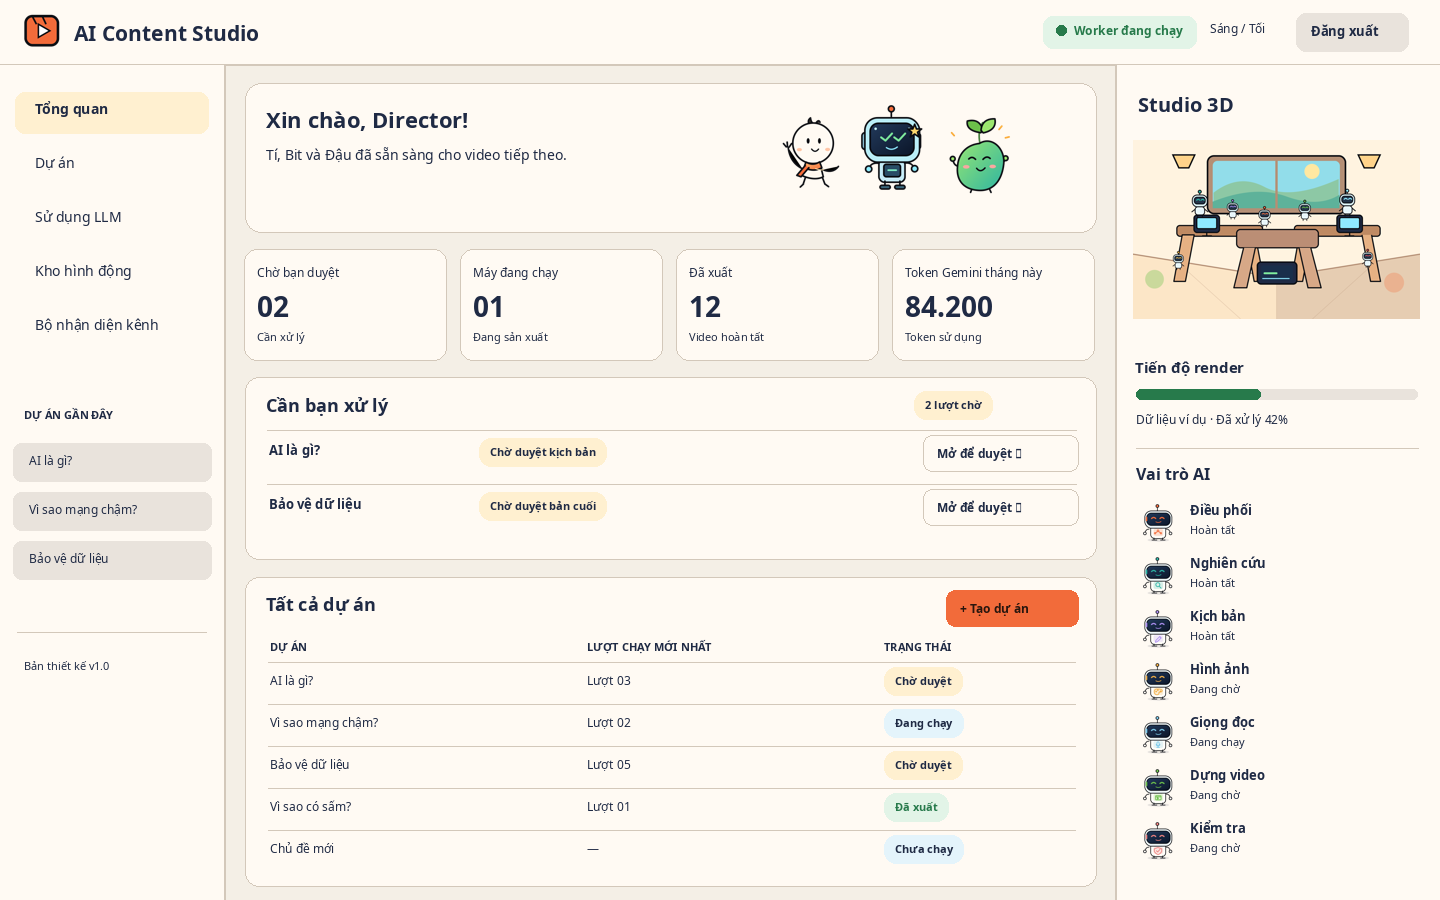 AI Content Studio
Worker đang chạy
Sáng / Tối
Đăng xuất
Tổng quan
Dự án
Sử dụng LLM
Kho hình động
Bộ nhận diện kênh
DỰ ÁN GẦN ĐÂY
AI là gì?
Vì sao mạng chậm?
Bảo vệ dữ liệu
Bản thiết kế v1.0
Xin chào, Director!
Tí, Bit và Đậu đã sẵn sàng cho video tiếp theo.
Chờ bạn duyệt
02
Cần xử lý
Máy đang chạy
01
Đang sản xuất
Đã xuất
12
Video hoàn tất
Token Gemini tháng này
84.200
Token sử dụng
Cần bạn xử lý
2 lượt chờ
AI là gì?
Chờ duyệt kịch bản
Mở để duyệt
Bảo vệ dữ liệu
Chờ duyệt bản cuối
Mở để duyệt
Tất cả dự án
+ Tạo dự án
DỰ ÁN LƯỢT CHẠY MỚI NHẤT TRẠNG THÁI
AI là gì? Lượt 03 Chờ duyệt
Vì sao mạng chậm? Lượt 02 Đang chạy
Bảo vệ dữ liệu Lượt 05 Chờ duyệt
Vì sao có sấm? Lượt 01 Đã xuất
Chủ đề mới — Chưa chạy
Studio 3D
Tiến độ render
Dữ liệu ví dụ · Đã xử lý 42%
Vai trò AI
Điều phối
Hoàn tất
Nghiên cứu
Hoàn tất
Kịch bản
Hoàn tất
Hình ảnh
Đang chờ
Giọng đọc
Đang chạy
Dựng video
Đang chờ
Kiểm tra
Đang chờ